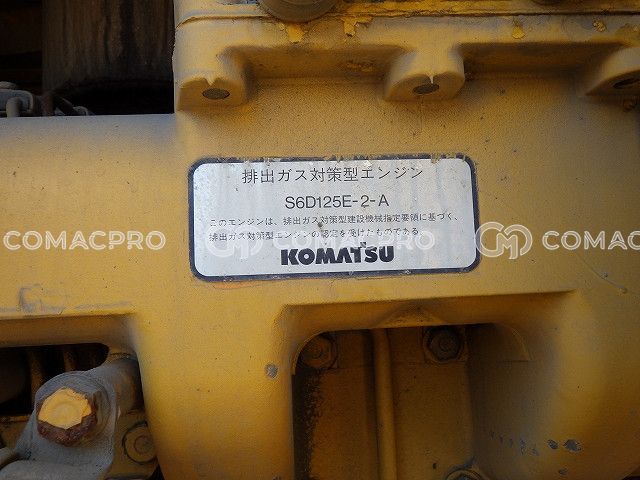 排出ガス対策型エンジン
S6D125E-2-A
このエンジンは、排出ガス対策型建設機械指定要領に基づく、
排出ガス対策型エンジンの認定を受けたものである。
KOMATSU
COMACPRO
COMACPRO
COMACPRO